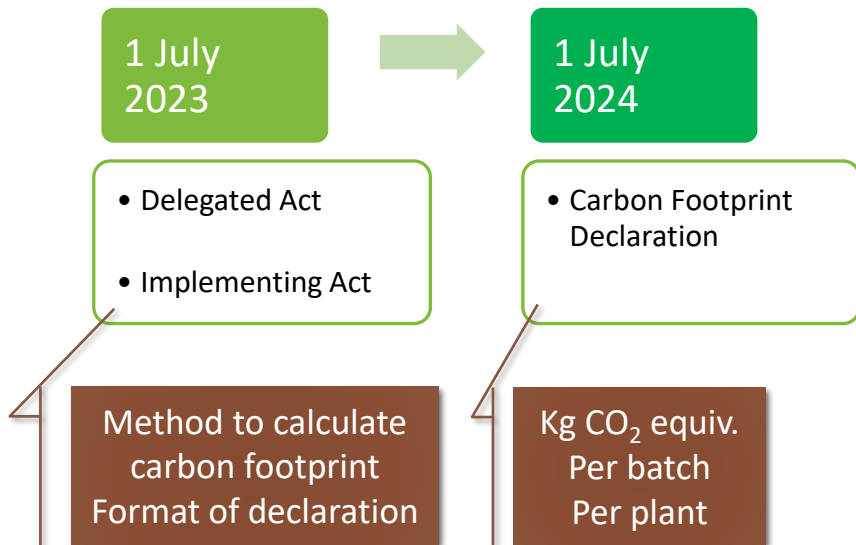 1 July
2023
1 July
2024
• Delegated Act
• Implementing Act
• Carbon Footprint
Declaration
Method to calculate
carbon footprint
Format of declaration
Kg CO₂ equiv.
Per batch
Per plant